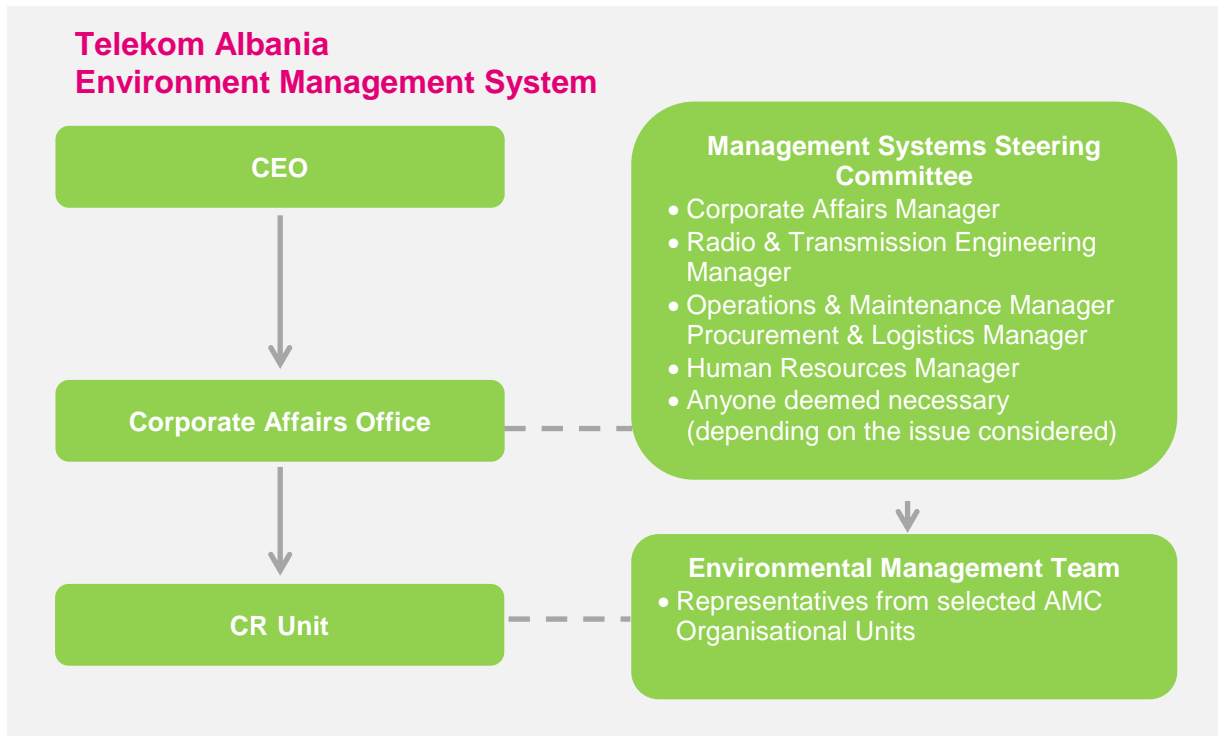 Telekom Albania
Environment Management System
CEO
Corporate Affairs Office
CR Unit
Management Systems Steering
Committee
• Corporate Affairs Manager
• Radio & Transmission Engineering
Manager
• Operations & Maintenance Manager
Procurement & Logistics Manager
• Human Resources Manager
• Anyone deemed necessary
(depending on the issue considered)
Environmental Management Team
• Representatives from selected AMC
Organisational Units